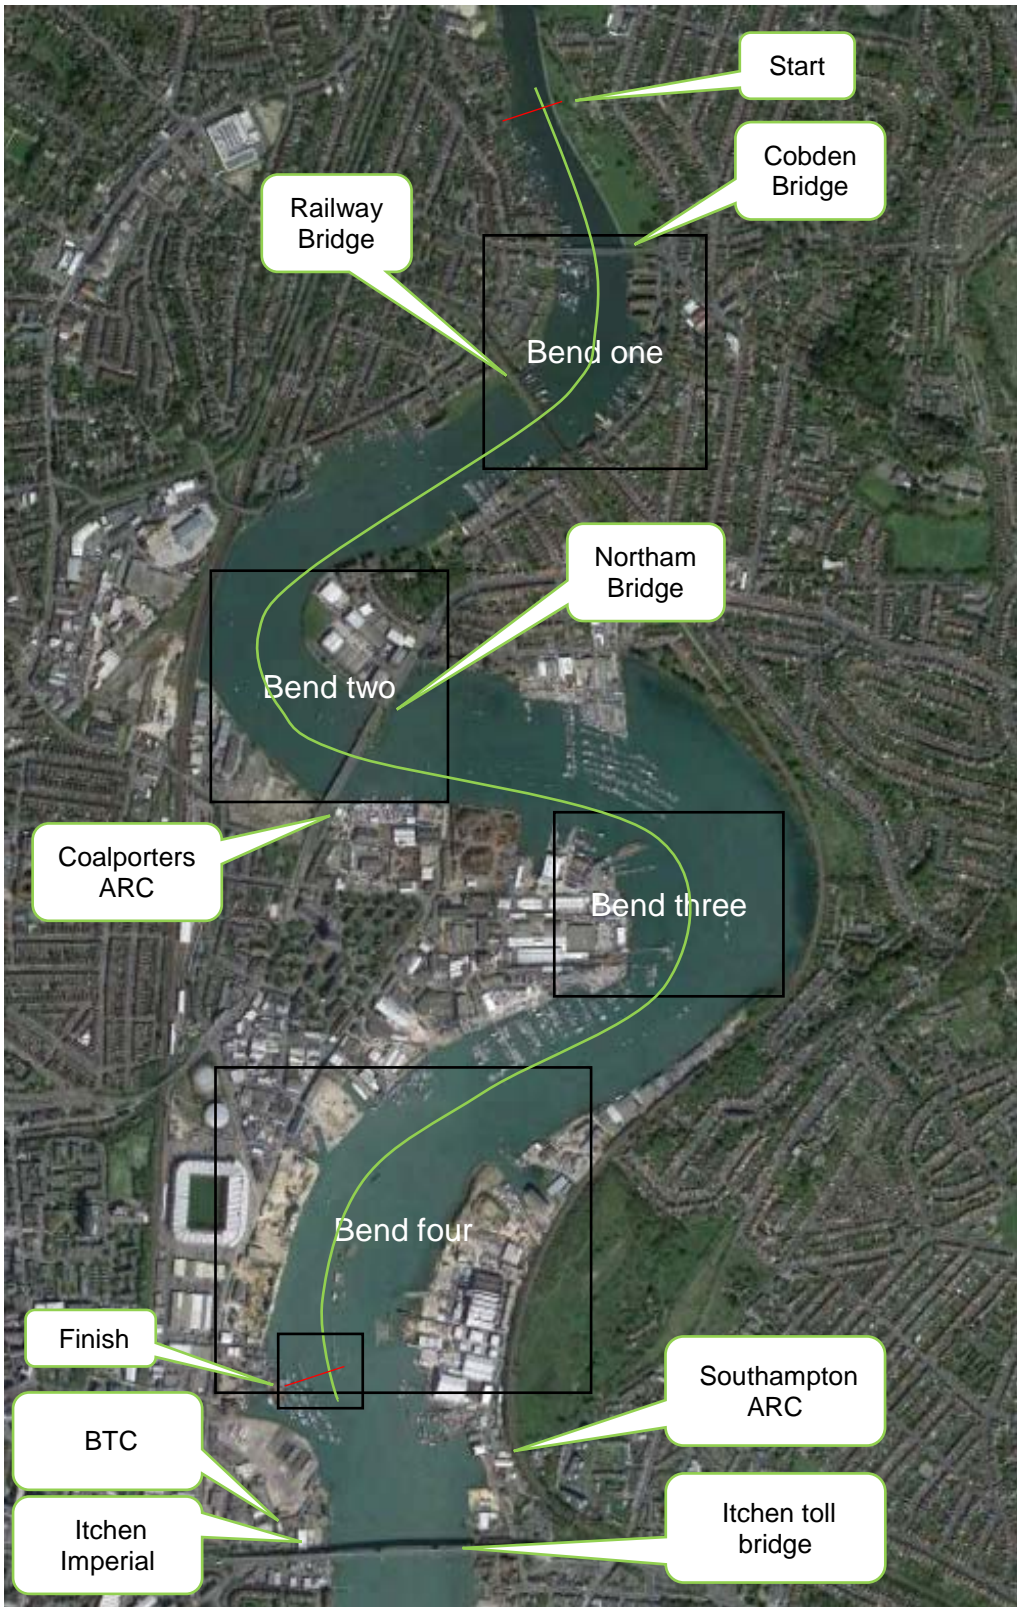 Start
Cobden
Bridge
Railway
Bridge
Bend one
Northam
Bridge
Bend two
Coalporters
ARC
Bend three
Bend four
Finish
Southampton
ARC
BTC
Itchen
Imperial
Itchen toll
bridge